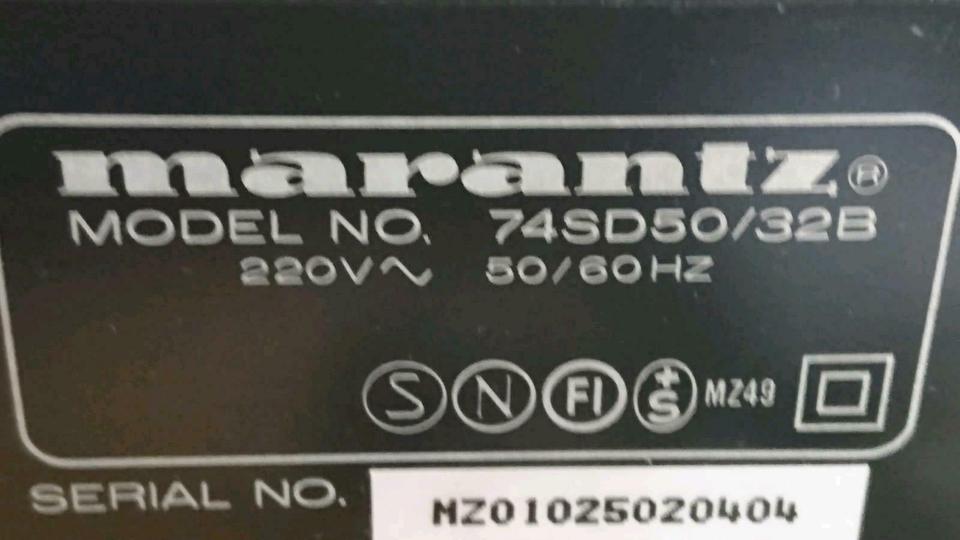 marantz®
MODEL NO. 74SD50/32B
220V~ 50/60HZ
S N FI +S MZ49
SERIAL NO. MZ01025020404